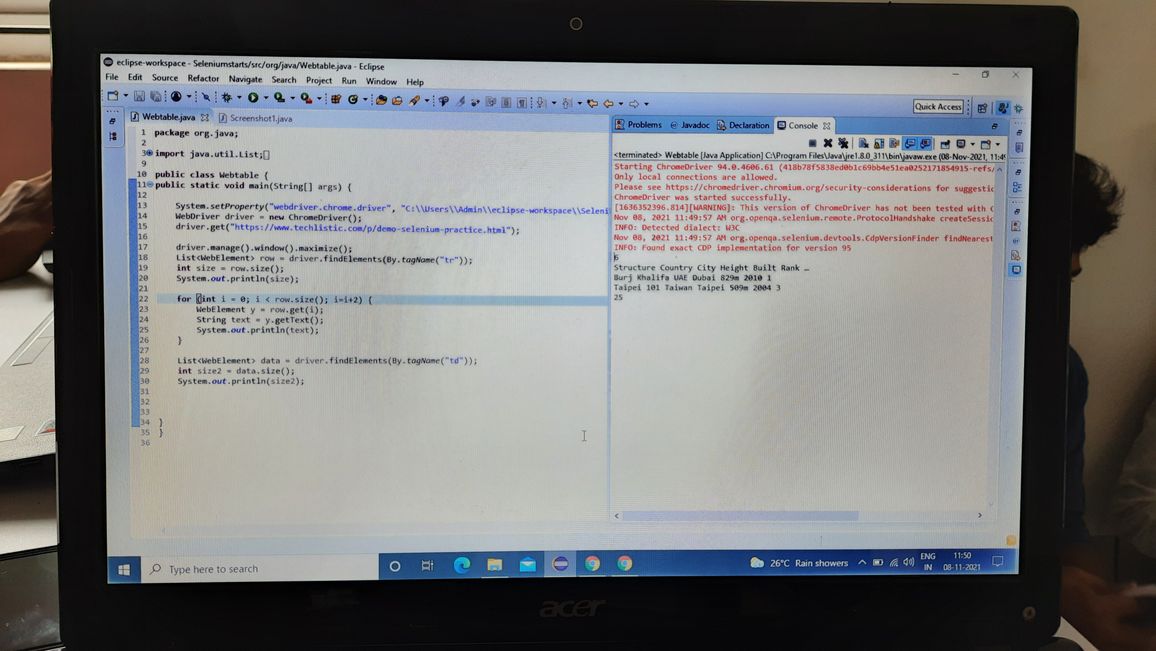 eclipse-workspace - Seleniumstarts/src/org/java/Webtable.java - Eclipse
File Edit Source Refactor Navigate Search Project Run Window Help
Quick Access
Webtable.java
Screenshot1.java
1 package org.java;
2
3 import java.util.List;
9
10 public class Webtable {
11 public static void main(String[] args) {
12
13 System.setProperty("webdriver.chrome.driver", "C:\\Users\\Admin\\eclipse-workspace\\Seleni
14 WebDriver driver = new ChromeDriver();
15 driver.get("https://www.techlistic.com/p/demo-selenium-practice.html");
16
17 driver.manage().window().maximize();
18 List<WebElement> row = driver.findElements(By.tagName("tr"));
19 int size = row.size();
20 System.out.println(size);
21
22 for (int i = 0; i < row.size(); i=i+2) {
23 WebElement y = row.get(i);
24 String text = y.getText();
25 System.out.println(text);
26 }
27
28 List<WebElement> data = driver.findElements(By.tagName("td"));
29 int size2 = data.size();
30 System.out.println(size2);
31
32
33
34 }
35 }
36
Problems Javadoc Declaration Console
<terminated> Webtable [Java Application] C:\Program Files\Java\jre1.8.0_311\bin\javaw.exe (08-Nov-2021, 11:49
Starting ChromeDriver 94.0.4606.61 (418b78f5838ed0b1c69bb4e51ea0252171854915-refs/
Only local connections are allowed.
Please see https://chromedriver.chromium.org/security-considerations for suggestic
ChromeDriver was started successfully.
[1636352396.814][WARNING]: This version of ChromeDriver has not been tested with C
Nov 08, 2021 11:49:57 AM org.openqa.selenium.remote.ProtocolHandshake createSessic
INFO: Detected dialect: W3C
Nov 08, 2021 11:49:57 AM org.openqa.selenium.devtools.CdpVersionFinder findNearest
INFO: Found exact CDP implementation for version 95
6
Structure Country City Height Built Rank …
Burj Khalifa UAE Dubai 829m 2010 1
Taipei 101 Taiwan Taipei 509m 2004 3
25
Type here to search
26°C Rain showers
ENG
IN
11:50
08-11-2021
acer